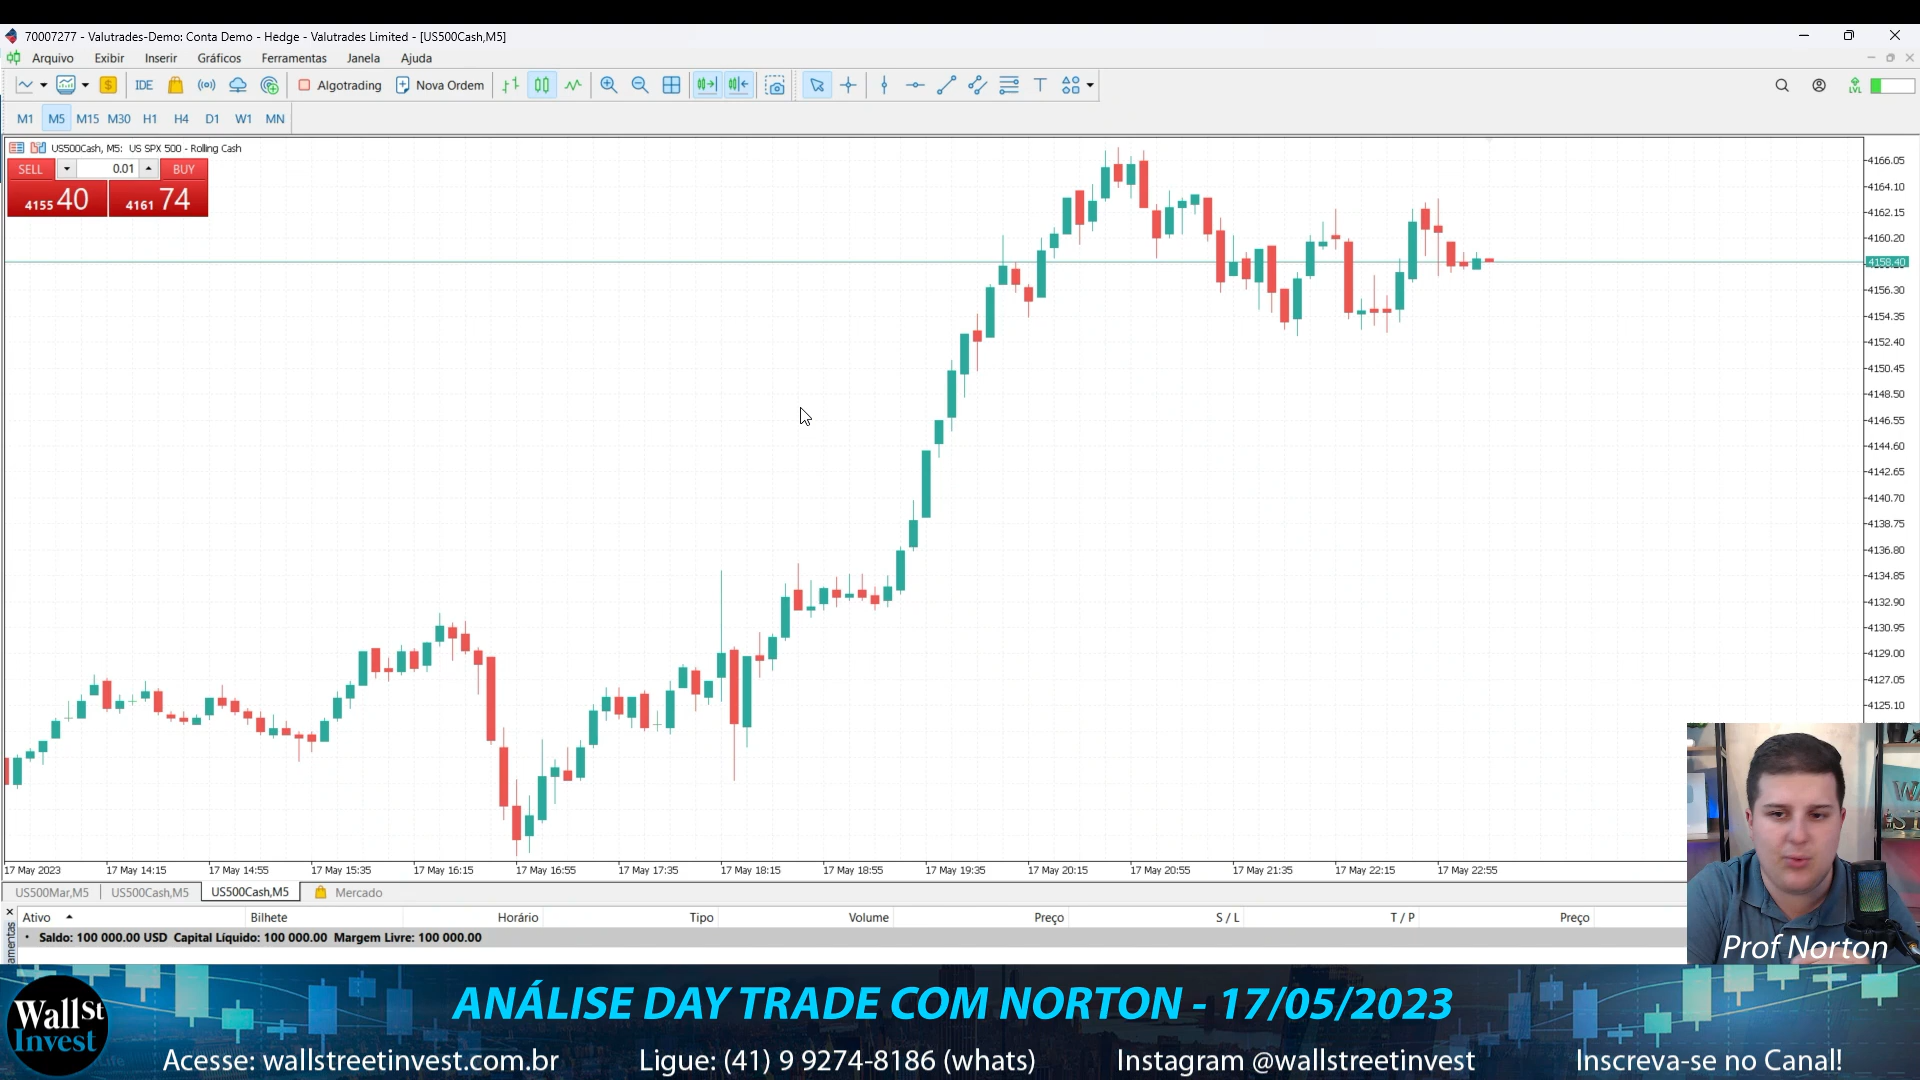 70007277 - Valutrades-Demo: Conta Demo - Hedge - Valutrades Limited - [US500Cash,M5]
Arquivo Exibir Inserir Gráficos Ferramentas Janela Ajuda
IDE Algotrading Nova Ordem T LVL
M1 M5 M15 M30 H1 H4 D1 W1 MN
US500Cash, M5: US SPX 500 - Rolling Cash
SELL 0.01 BUY
4155 40 4161 74
4166.05
4164.10
4162.15
4160.20
4158.40
4156.30
4154.35
4152.40
4150.45
4148.50
4146.55
4144.60
4142.65
4140.70
4138.75
4136.80
4134.85
4132.90
4130.95
4129.00
4127.05
4125.10
17 May 2023 17 May 14:15 17 May 14:55 17 May 15:35 17 May 16:15 17 May 16:55 17 May 17:35 17 May 18:15 17 May 18:55 17 May 19:35 17 May 20:15 17 May 20:55 17 May 21:35 17 May 22:15 17 May 22:55
US500Mar,M5 US500Cash,M5 US500Cash,M5 Mercado
Ativo Bilhete Horário Tipo Volume Preço S / L T / P Preço
Saldo: 100 000.00 USD Capital Líquido: 100 000.00 Margem Livre: 100 000.00
Prof Norton
Wall St
Invest
ANÁLISE DAY TRADE COM NORTON - 17/05/2023
Acesse: wallstreetinvest.com.br Ligue: (41) 9 9274-8186 (whats) Instagram @wallstreetinvest Inscreva-se no Canal!